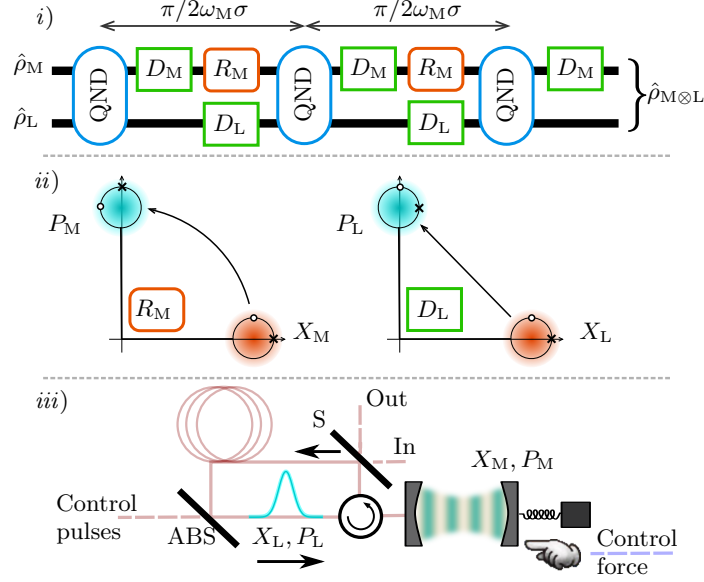 i)
π/2ω_Mσ π/2ω_Mσ
ρ̂_M QND D_M R_M QND D_M R_M QND D_M
ρ̂_L D_L D_L ρ̂_{M⊗L}
ii)
P_M P_L
R_M X_M D_L X_L
iii)
Out
S
In
X_M, P_M
Control
pulses
ABS X_L, P_L
Control
force